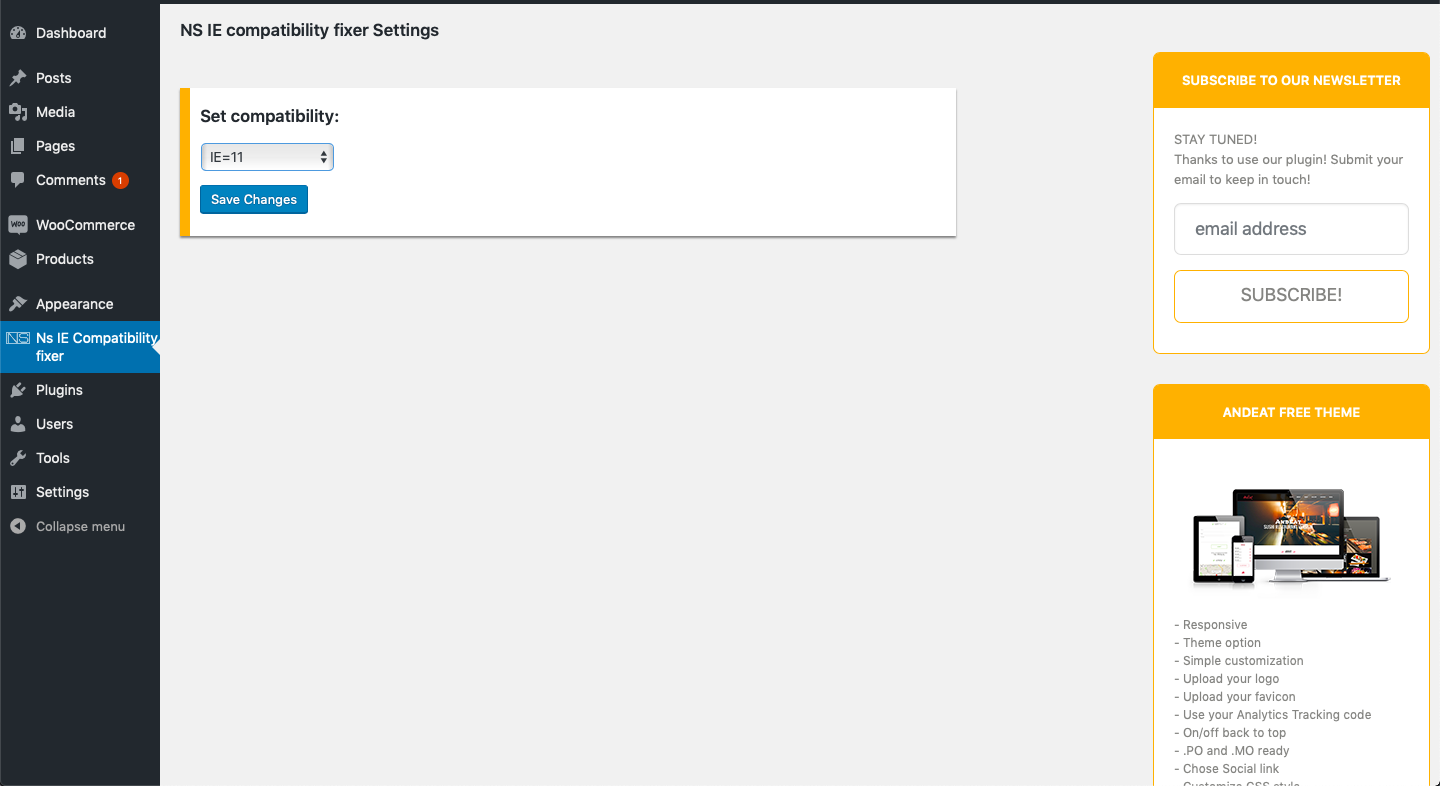 Dashboard
Posts
Media
Pages
Comments 1
WooCommerce
Products
Appearance
NS Ns IE Compatibility
fixer
Plugins
Users
Tools
Settings
Collapse menu
NS IE compatibility fixer Settings
Set compatibility:
IE=11
Save Changes
SUBSCRIBE TO OUR NEWSLETTER
STAY TUNED!
Thanks to use our plugin! Submit your
email to keep in touch!
email address
SUBSCRIBE!
ANDEAT FREE THEME
ANDEAT
- Responsive
- Theme option
- Simple customization
- Upload your logo
- Upload your favicon
- Use your Analytics Tracking code
- On/off back to top
- .PO and .MO ready
- Chose Social link
- Customize CSS style